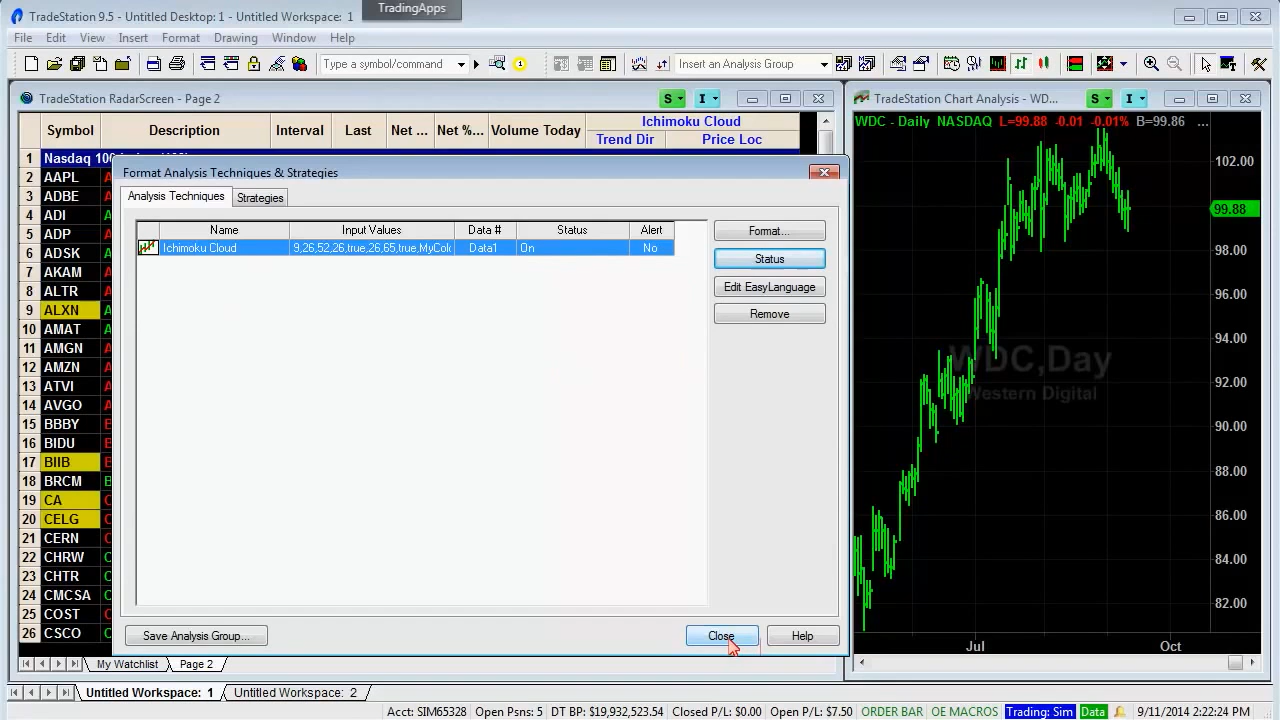 TradeStation 9.5 - Untitled Desktop: 1 - Untitled Workspace: 1
TradingApps
File Edit View Insert Format Drawing Window Help
Type a symbol/command
Insert an Analysis Group
TradeStation RadarScreen - Page 2
S I
Symbol Description Interval Last Net ... Net %... Volume Today Ichimoku Cloud
Trend Dir Price Loc
1 Nasdaq 100
2 AAPL
3 ADBE
4 ADI
5 ADP
6 ADSK
7 AKAM
8 ALTR
9 ALXN
10 AMAT
11 AMGN
12 AMZN
13 ATVI
14 AVGO
15 BBBY
16 BIDU
17 BIIB
18 BRCM
19 CA
20 CELG
21 CERN
22 CHRW
23 CHTR
24 CMCSA
25 COST
26 CSCO
My Watchlist Page 2
Format Analysis Techniques & Strategies
Analysis Techniques Strategies
Name Input Values Data # Status Alert
Ichimoku Cloud 9,26,52,26,true,26,65,true,MyColo Data1 On No
Format...
Status
Edit EasyLanguage
Remove
Save Analysis Group...
Close
Help
TradeStation Chart Analysis - WD...
S I
WDC - Daily NASDAQ L=99.88 -0.01 -0.01% B=99.86 ...
102.00
99.88
98.00
96.00
94.00
92.00
90.00
88.00
86.00
84.00
82.00
WDC,Day
Western Digital
Jul Oct
Untitled Workspace: 1 Untitled Workspace: 2
Acct: SIM65328 Open Psns: 5 DT BP: $19,932,523.54 Closed P/L: $0.00 Open P/L: $7.50 ORDER BAR OE MACROS Trading: Sim Data 9/11/2014 2:22:24 PM